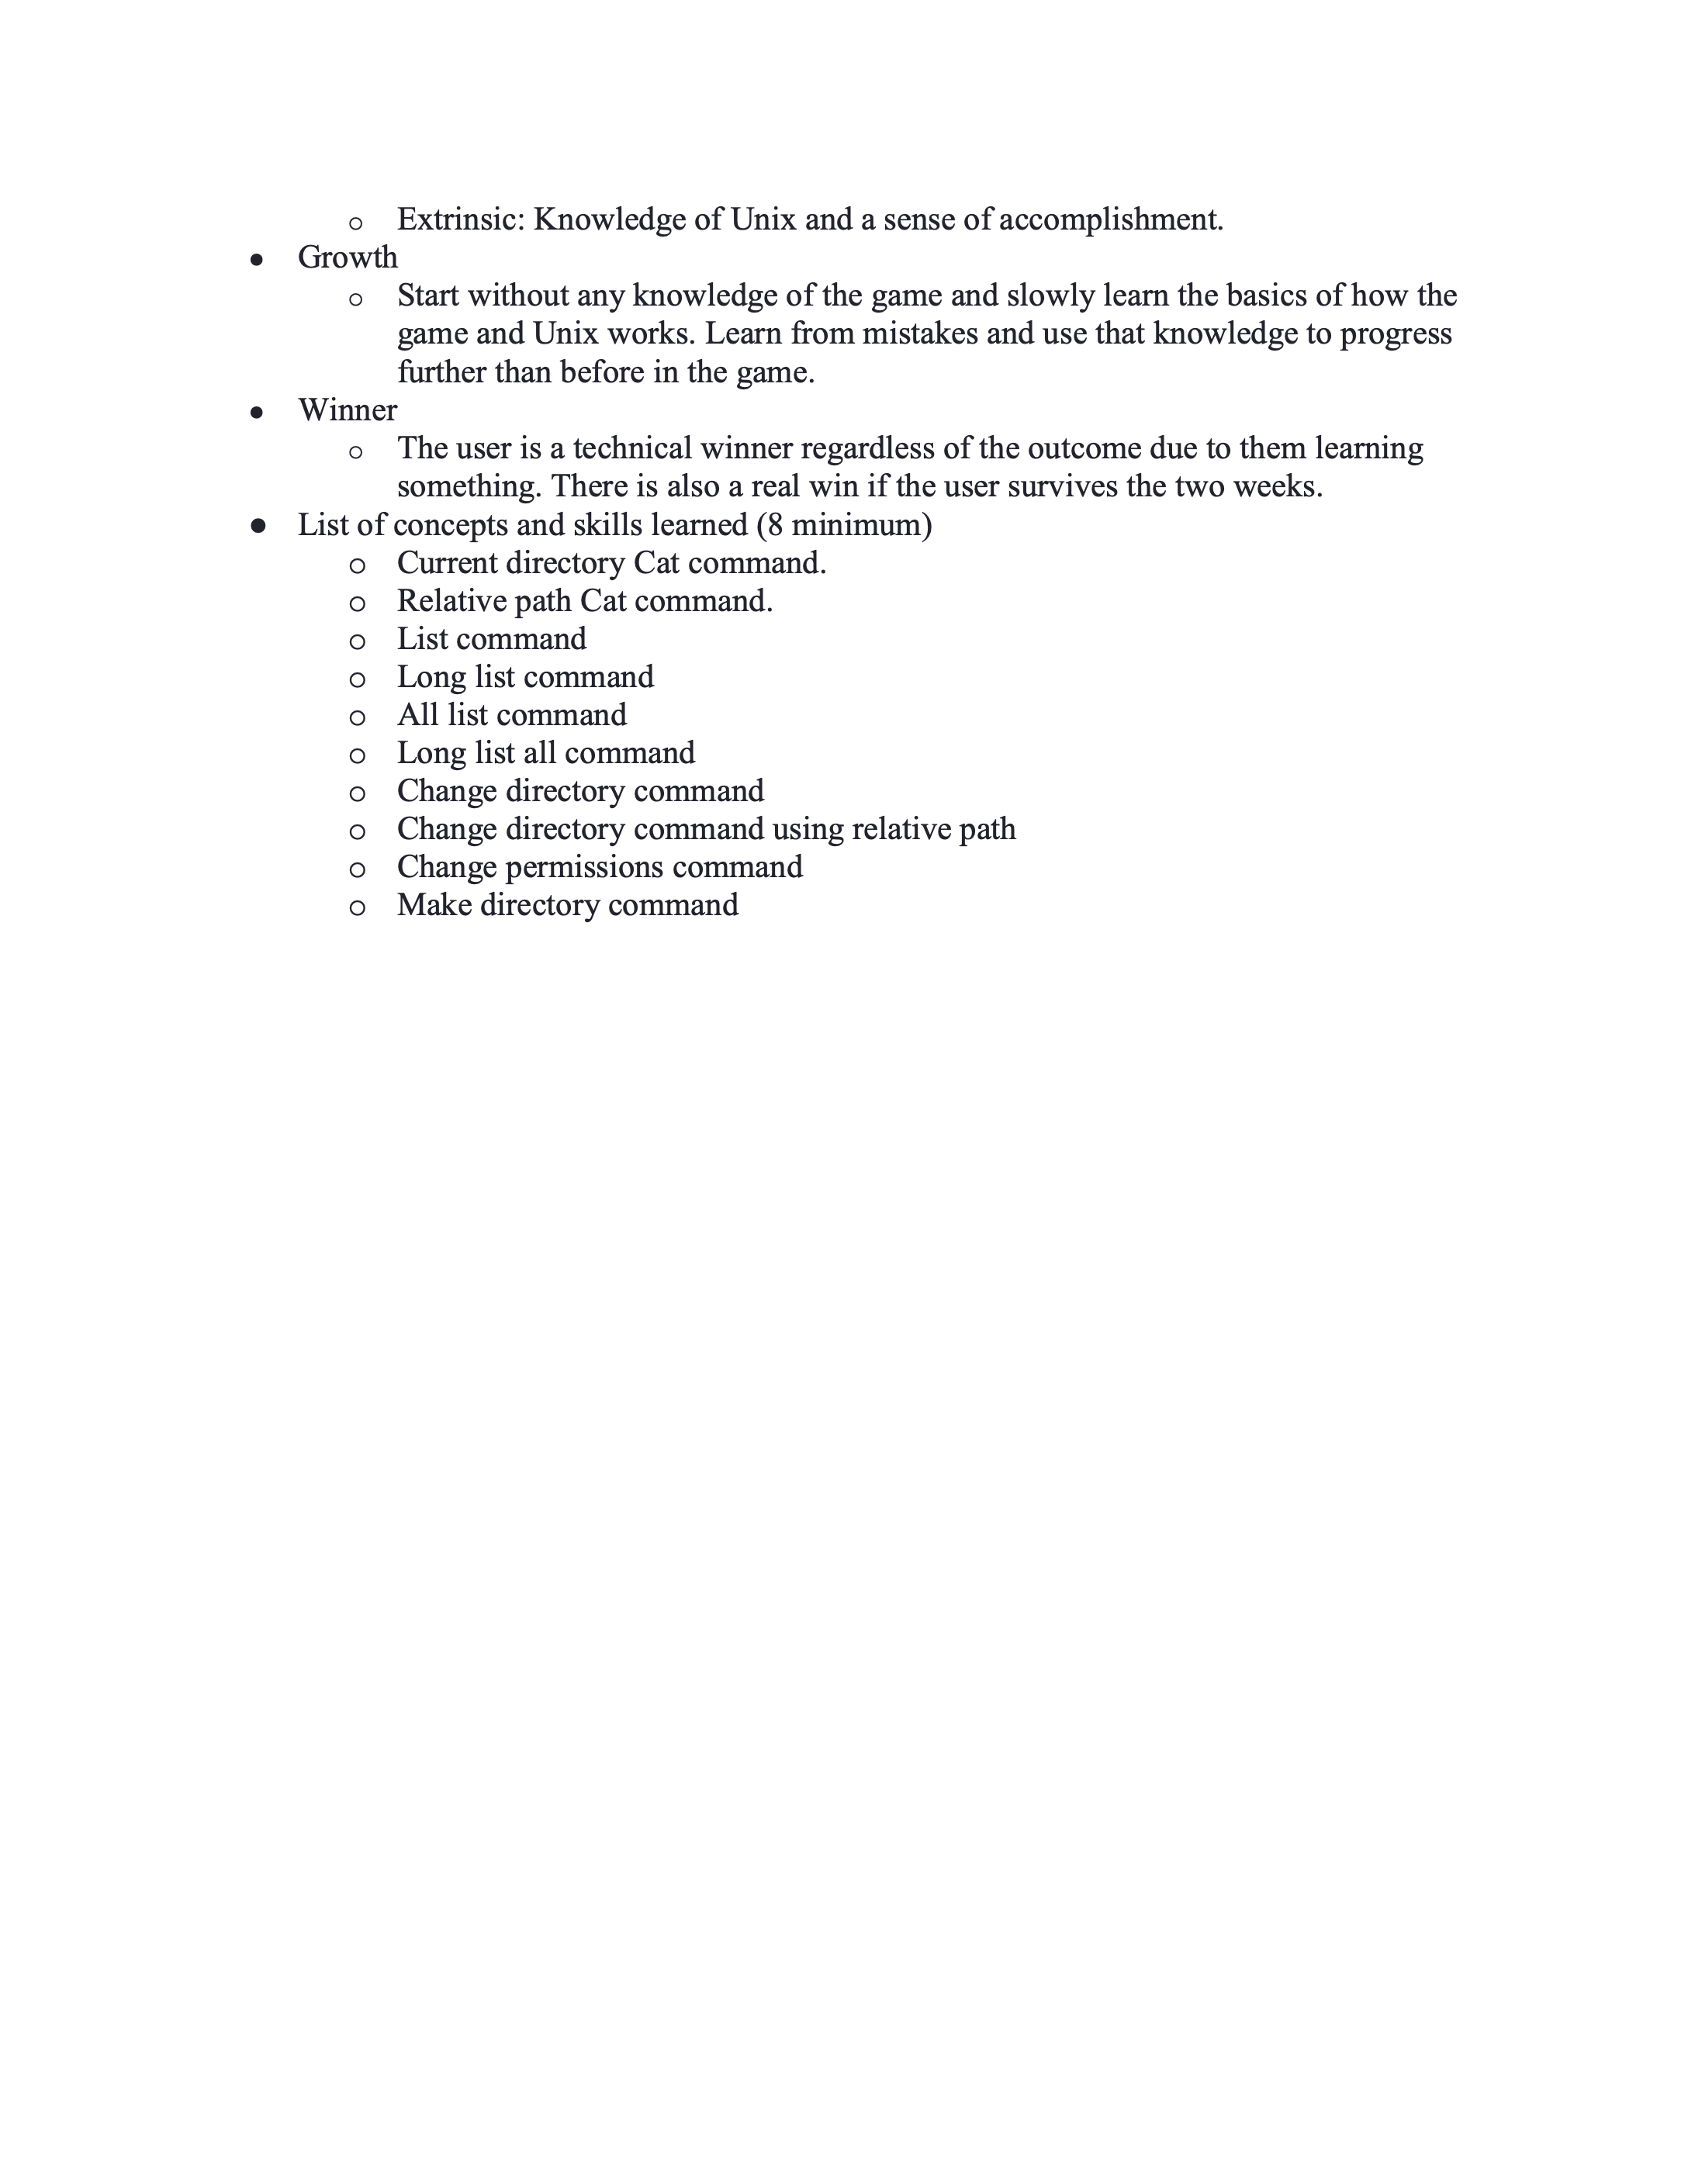 ○ Extrinsic: Knowledge of Unix and a sense of accomplishment.
● Growth
○ Start without any knowledge of the game and slowly learn the basics of how the
game and Unix works. Learn from mistakes and use that knowledge to progress
further than before in the game.
● Winner
○ The user is a technical winner regardless of the outcome due to them learning
something. There is also a real win if the user survives the two weeks.
● List of concepts and skills learned (8 minimum)
○ Current directory Cat command.
○ Relative path Cat command.
○ List command
○ Long list command
○ All list command
○ Long list all command
○ Change directory command
○ Change directory command using relative path
○ Change permissions command
○ Make directory command